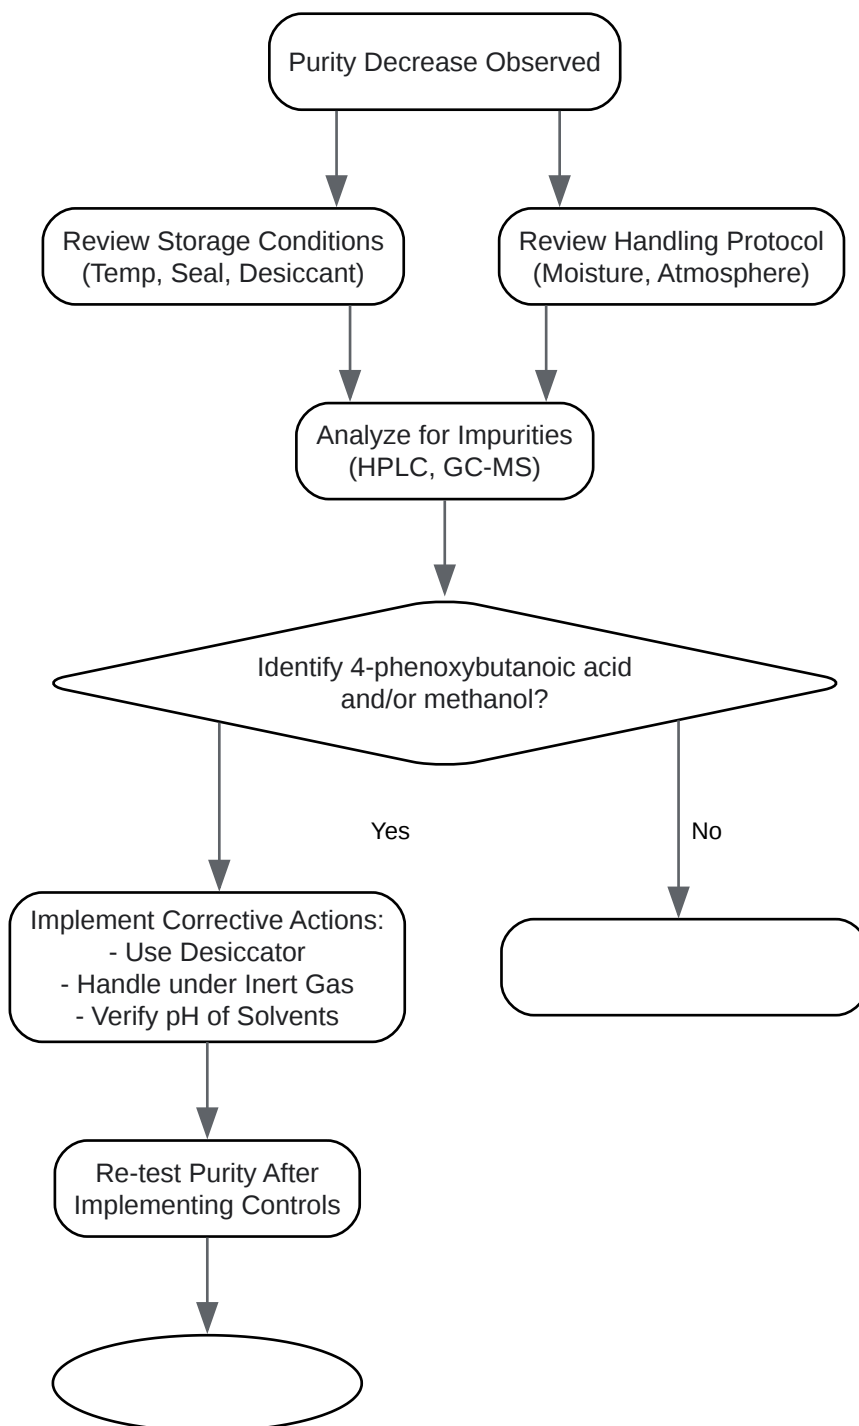 Purity Decrease Observed
Review Storage Conditions
(Temp, Seal, Desiccant)
Review Handling Protocol
(Moisture, Atmosphere)
Analyze for Impurities
(HPLC, GC-MS)
Identify 4-phenoxybutanoic acid
and/or methanol?
Yes
No
Implement Corrective Actions:
- Use Desiccator
- Handle under Inert Gas
- Verify pH of Solvents
Re-test Purity After
Implementing Controls